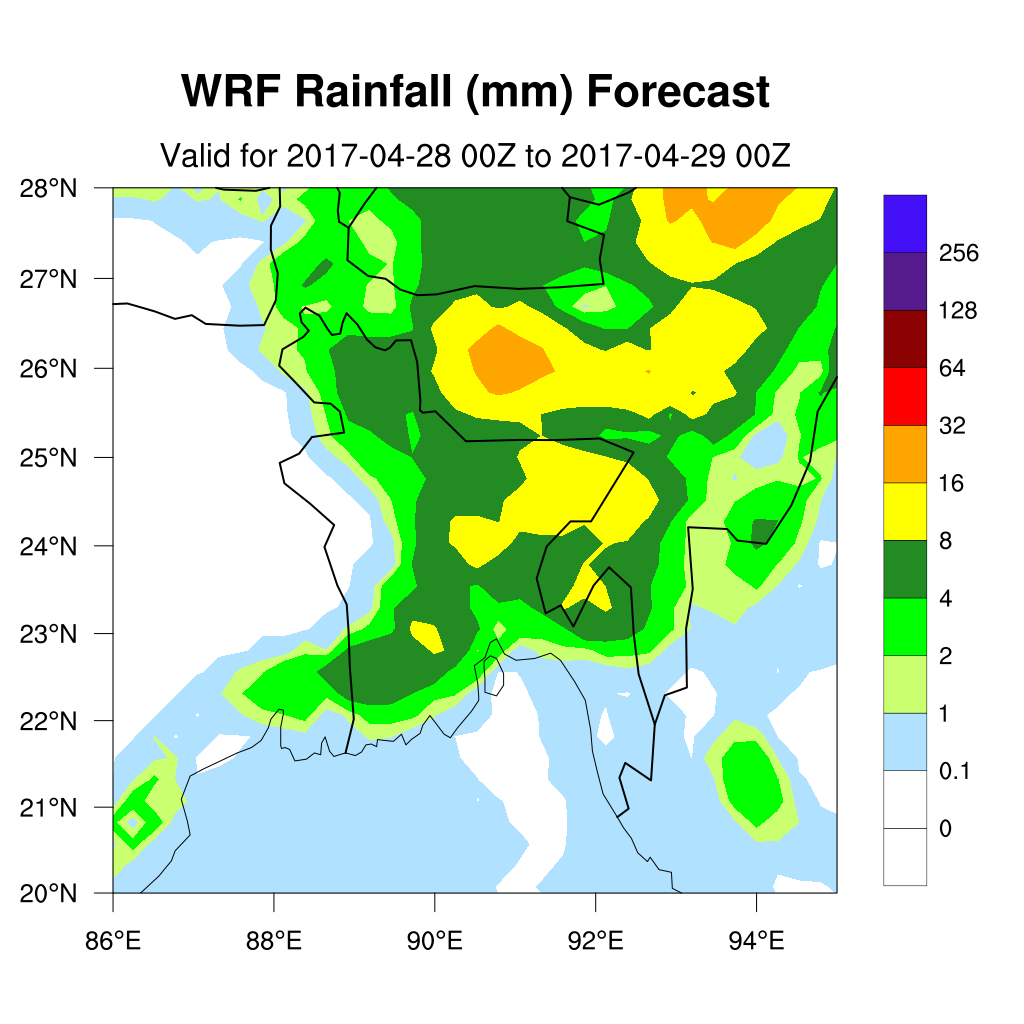 WRF Rainfall (mm) Forecast
Valid for 2017-04-28 00Z to 2017-04-29 00Z
28°N
27°N
26°N
25°N
24°N
23°N
22°N
21°N
20°N
86°E 88°E 90°E 92°E 94°E
256
128
64
32
16
8
4
2
1
0.1
0